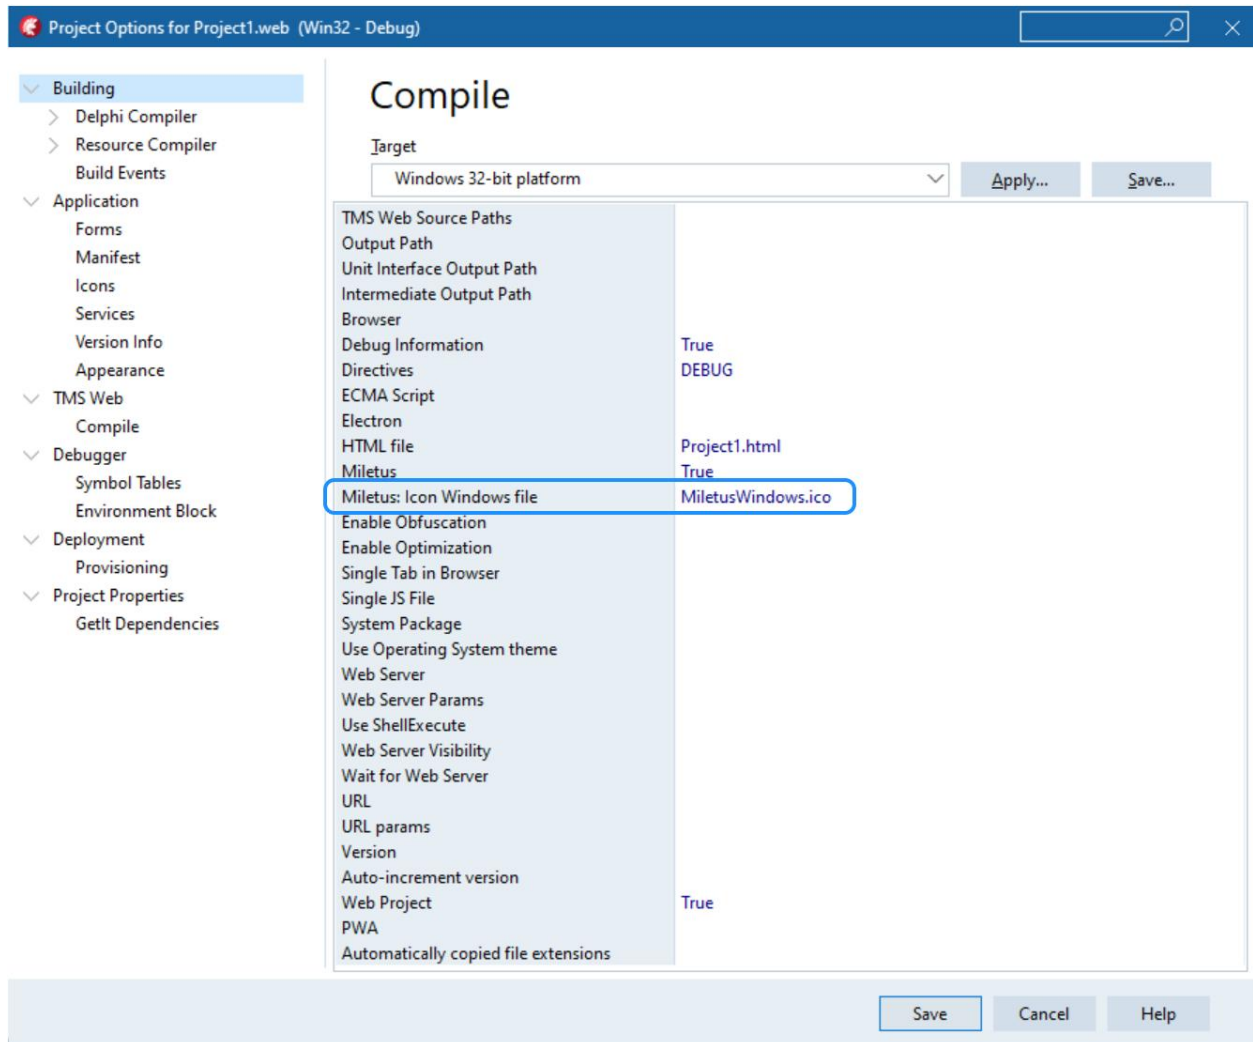 Project Options for Project1.web (Win32 - Debug)
Building
Delphi Compiler
Resource Compiler
Build Events
Application
Forms
Manifest
Icons
Services
Version Info
Appearance
TMS Web
Compile
Debugger
Symbol Tables
Environment Block
Deployment
Provisioning
Project Properties
GetIt Dependencies
Compile
Target
Windows 32-bit platform
Apply...
Save...
TMS Web Source Paths
Output Path
Unit Interface Output Path
Intermediate Output Path
Browser
Debug Information True
Directives DEBUG
ECMA Script
Electron
HTML file Project1.html
Miletus True
Miletus: Icon Windows file MiletusWindows.ico
Enable Obfuscation
Enable Optimization
Single Tab in Browser
Single JS File
System Package
Use Operating System theme
Web Server
Web Server Params
Use ShellExecute
Web Server Visibility
Wait for Web Server
URL
URL params
Version
Auto-increment version
Web Project True
PWA
Automatically copied file extensions
Save
Cancel
Help